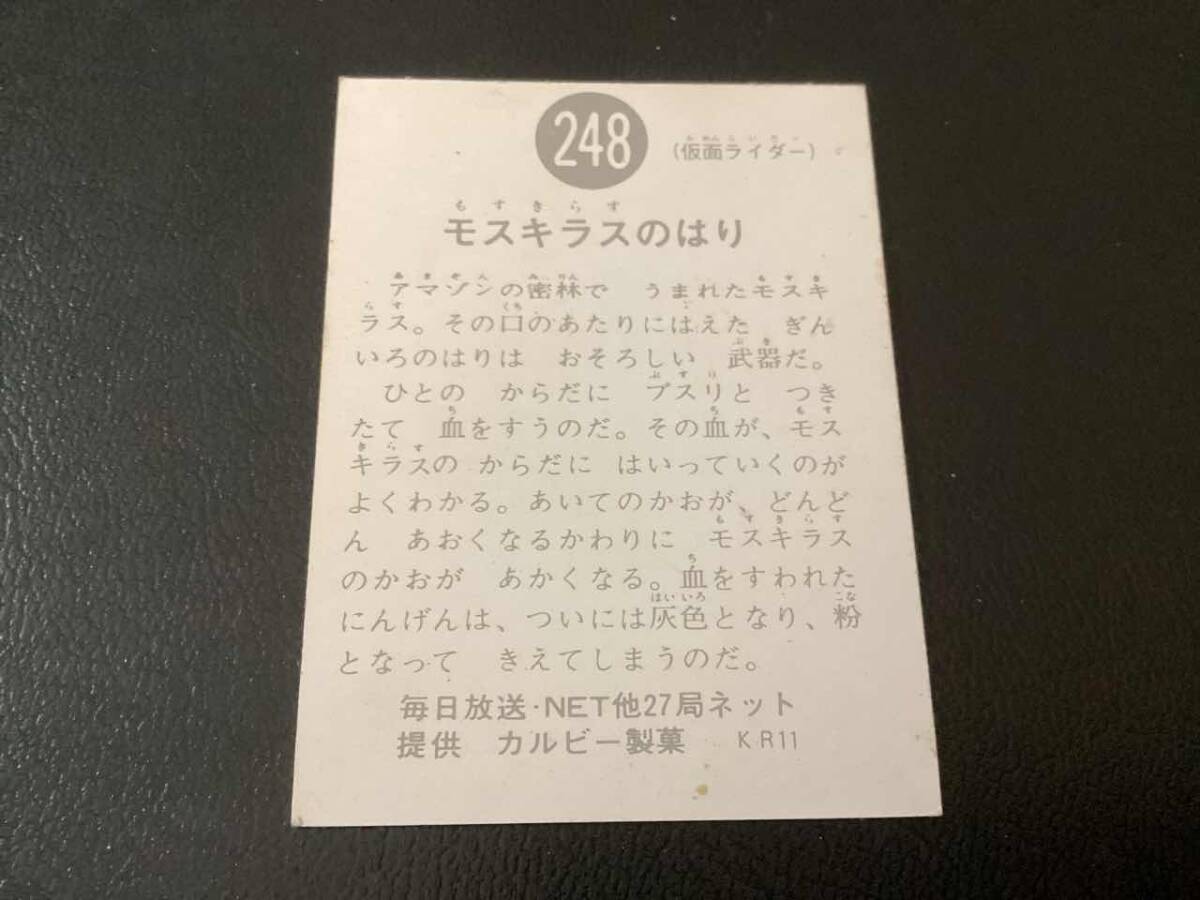 248
(仮面ライダー)
モスキラスのはり
アマゾンの密林で うまれたモスキ
ラス。その口のあたりにはえた ぎん
いろのはりは おそろしい 武器だ。
ひとの からだに ブスリと つき
たて 血をすうのだ。その血が、モス
キラスの からだに はいっていくのが
よくわかる。あいてのかおが、どんど
ん あおくなるかわりに モスキラス
のかおが あかくなる。血をすわれた
にんげんは、ついには灰色となり、粉
となって きえてしまうのだ。
毎日放送·NET他27局ネット
提供 カルビー製菓 KR11